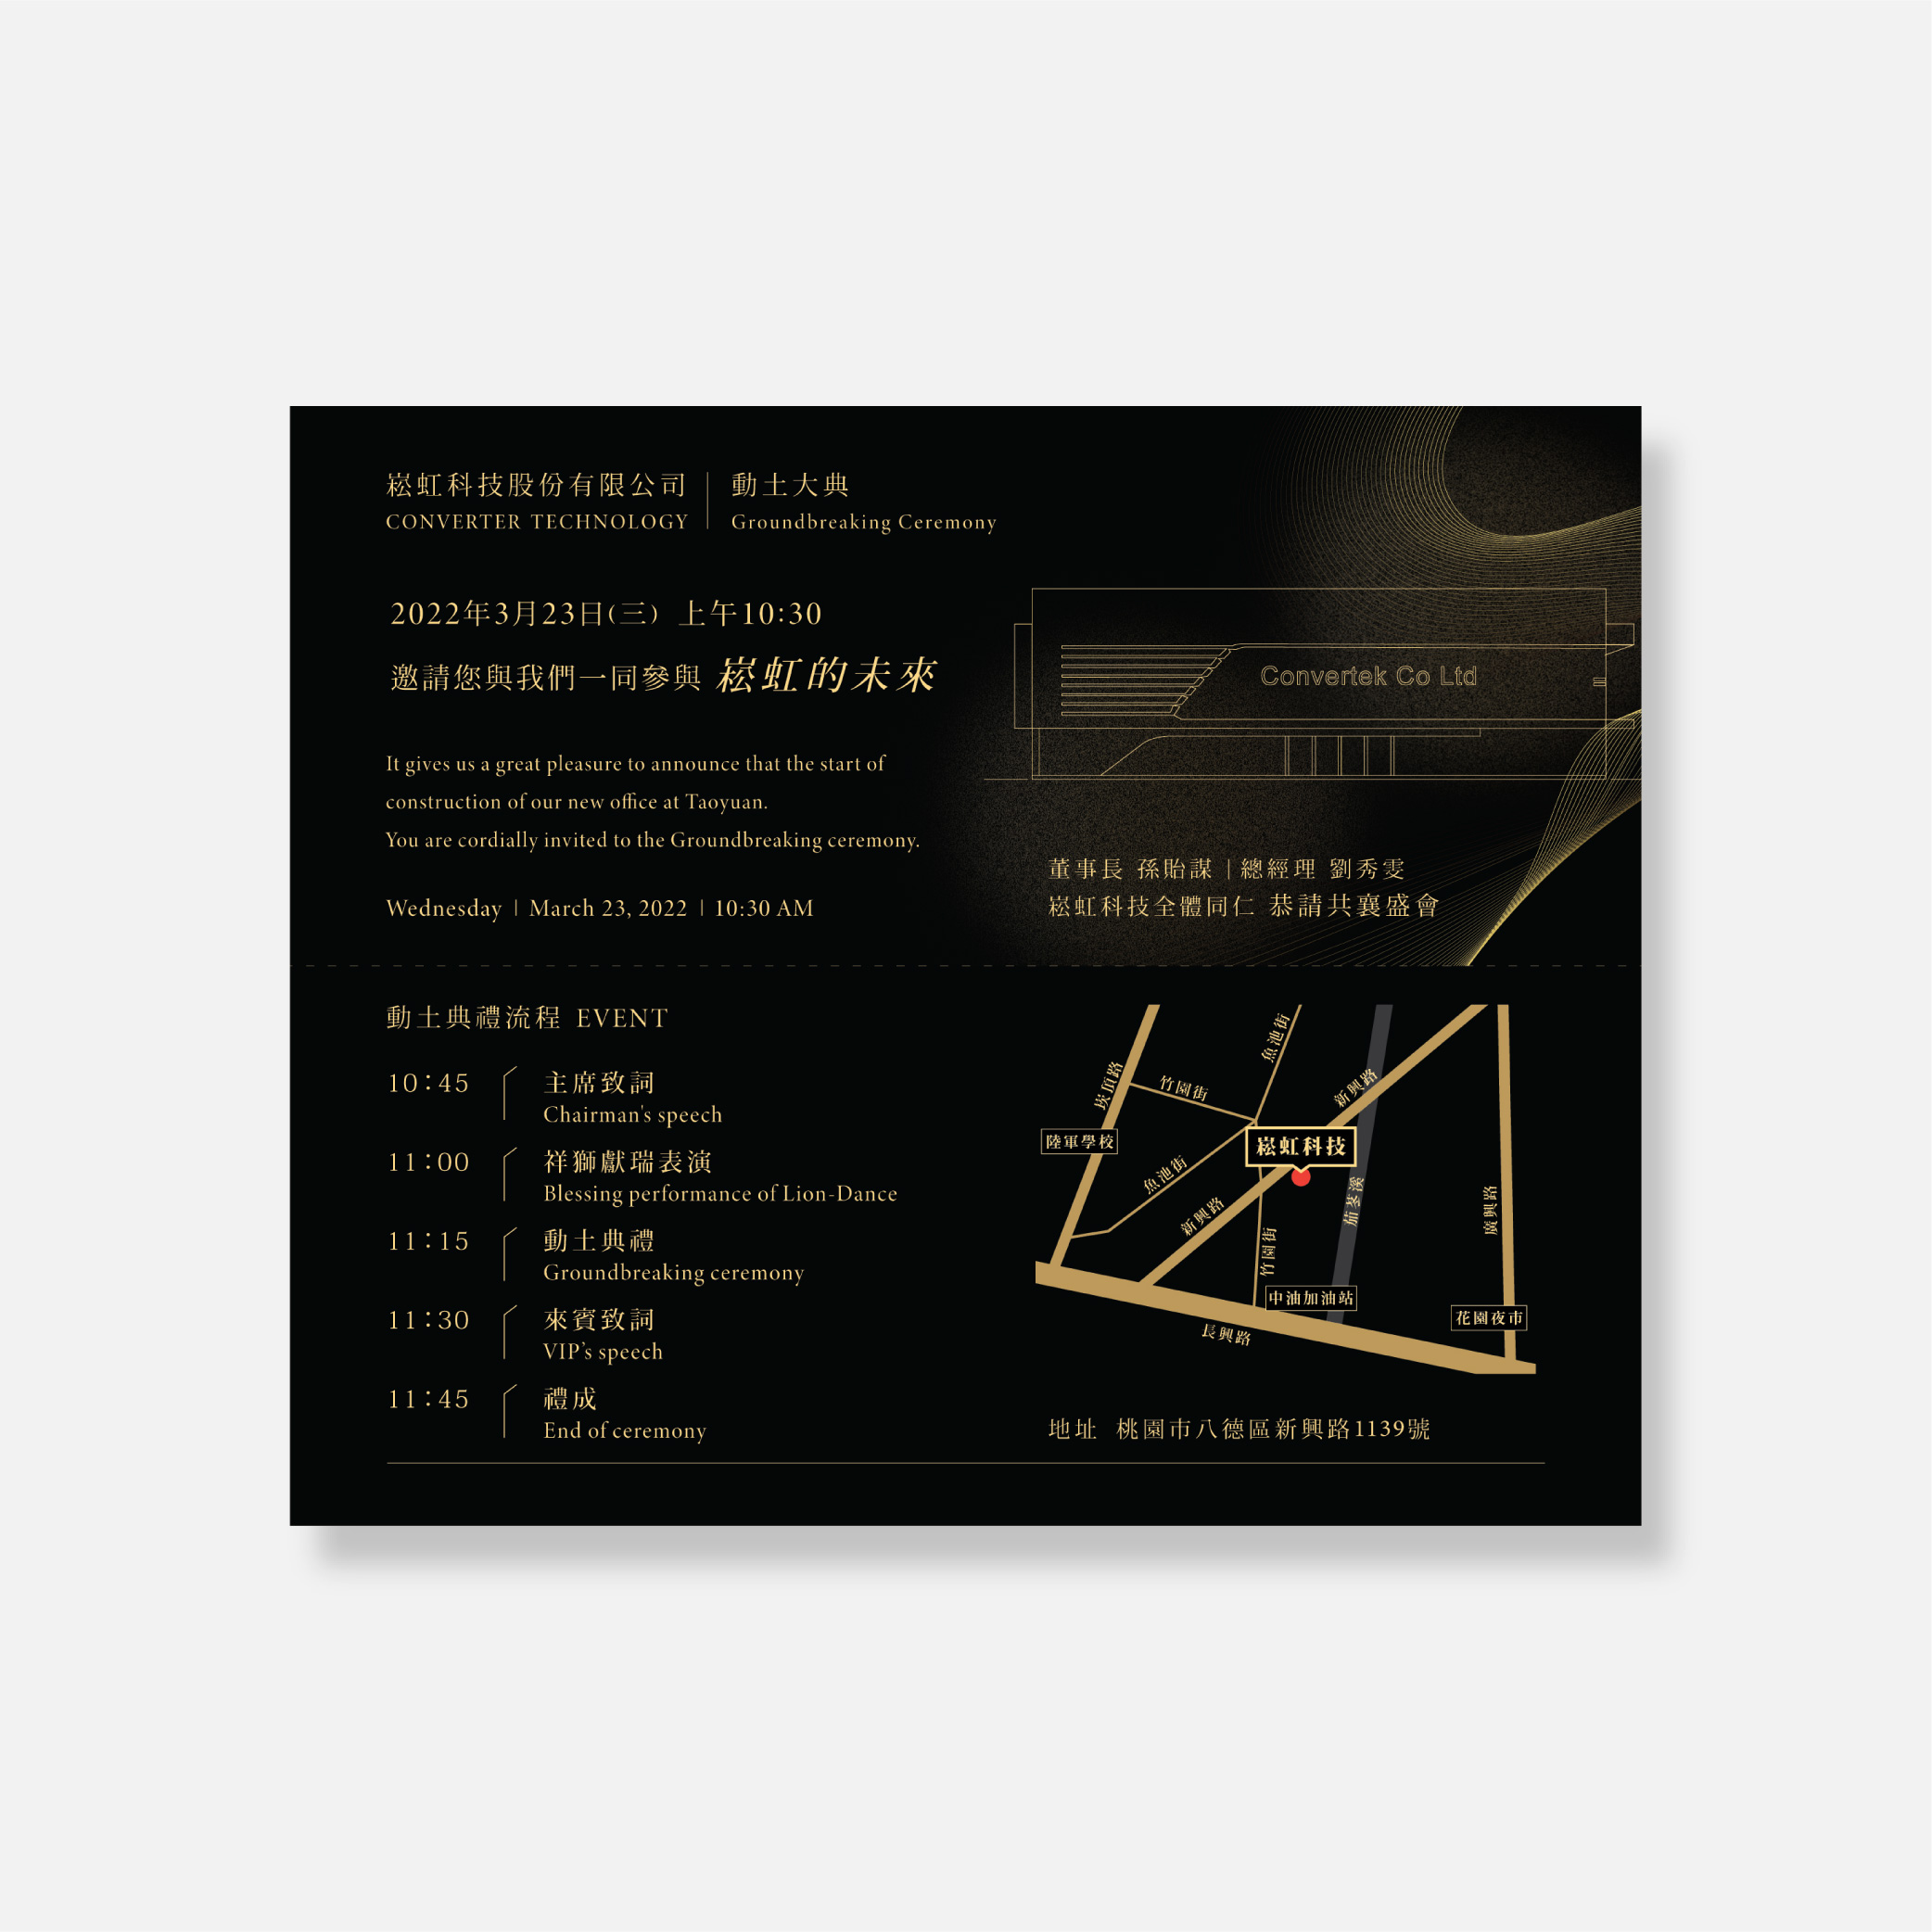 崧虹科技股份有限公司 | 動土大典
CONVERTER TECHNOLOGY | Groundbreaking Ceremony
2022年3月23日(三) 上午10:30
邀請您與我們一同參與 崧虹的未來
It gives us a great pleasure to announce that the start of
construction of our new office at Taoyuan.
You are cordially invited to the Groundbreaking ceremony.
Wednesday | March 23, 2022 | 10:30 AM
Convertek Co Ltd
董事長 孫貽謀 | 總經理 劉秀雯
崧虹科技全體同仁 恭請共襄盛會
動土典禮流程 EVENT
10:45 主席致詞
Chairman's speech
11:00 祥獅獻瑞表演
Blessing performance of Lion-Dance
11:15 動土典禮
Groundbreaking ceremony
11:30 來賓致詞
VIP’s speech
11:45 禮成
End of ceremony
魚池街
崁頂路
竹園街
新興路
陸軍學校
崧虹科技
魚池街
新興路
茄苳溪
廣興路
竹園街
中油加油站
花園夜市
長興路
地址 桃園市八德區新興路1139號